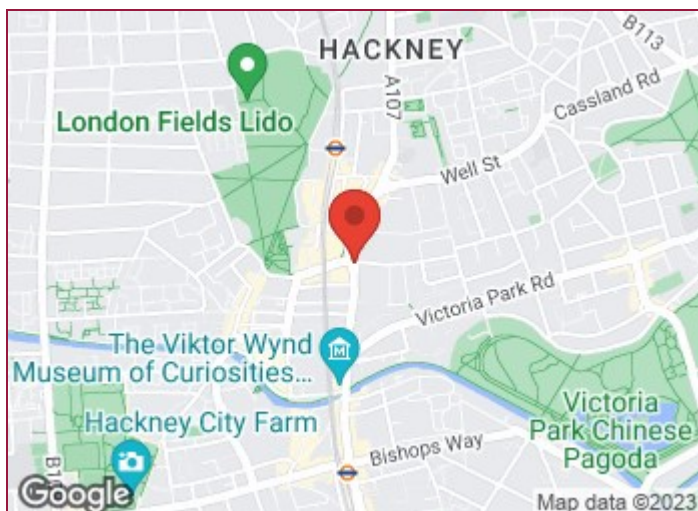 HACKNEY
B113
A107
Cassland Rd
London Fields Lido
Well St
Victoria Park Rd
The Viktor Wynd
Museum of Curiosities...
Hackney City Farm
Victoria
Park Chinese
Pagoda
Bishops Way
Google
Map data ©2023